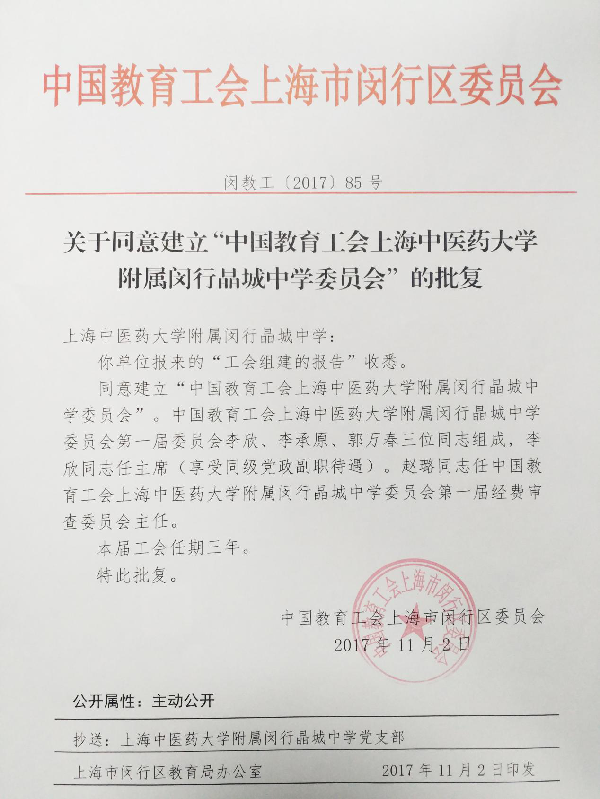 中国教育工会上海市闵行区委员会
闵教工〔2017〕85号
关于同意建立“中国教育工会上海中医药大学
附属闵行晶城中学委员会”的批复
上海中医药大学附属闵行晶城中学：
你单位报来的“工会组建的报告”收悉。
同意建立“中国教育工会上海中医药大学附属闵行晶城中
学委员会”。中国教育工会上海中医药大学附属闵行晶城中学
委员会第一届委员会李欣、李承原、郭万春三位同志组成，李
欣同志任主席（享受同级党政副职待遇）。赵璐同志任中国教
育工会上海中医药大学附属闵行晶城中学委员会第一届经费审
查委员会主任。
本届工会任期三年。
特此批复。
中国教育工会上海市闵行区委员会
2017年11月2日
中国教育工会上海市闵行区委员会
公开属性：主动公开
抄送：上海中医药大学附属闵行晶城中学党支部
上海市闵行区教育局办公室 2017年11月2日印发